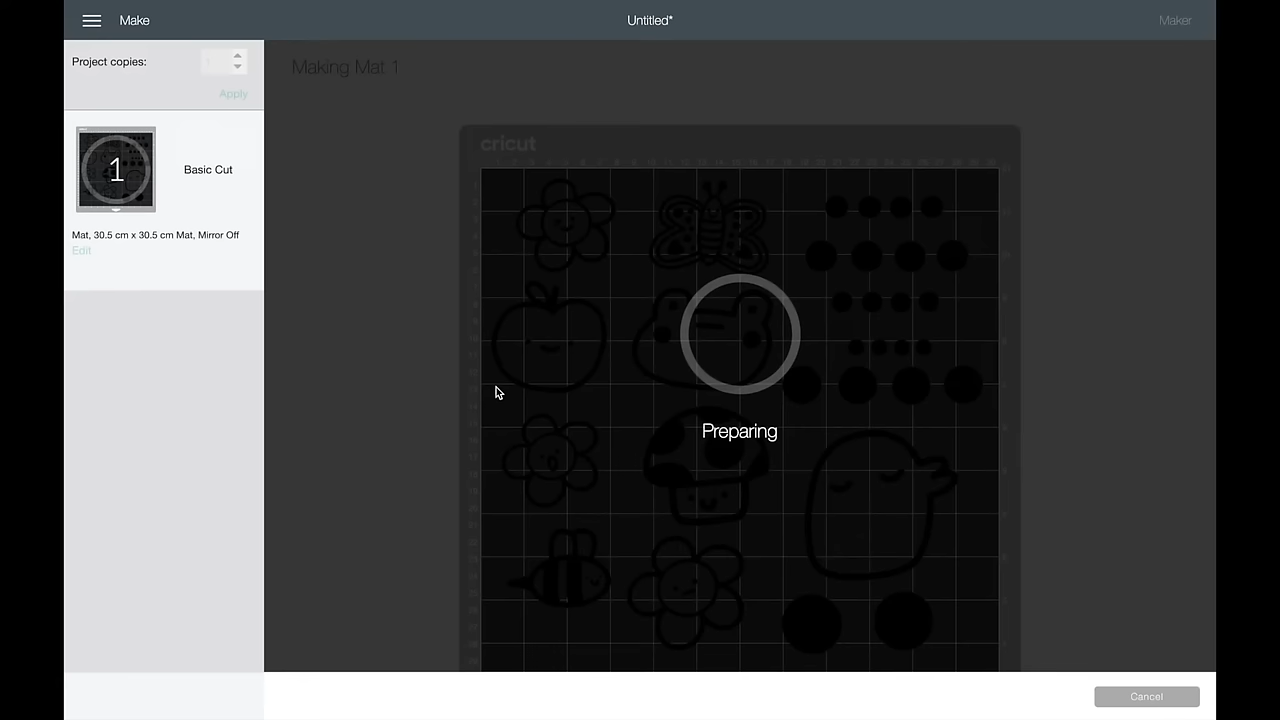 Make
Untitled*
Maker
Project copies:
Apply
Making Mat 1
cricut
1
Basic Cut
Mat, 30.5 cm x 30.5 cm Mat, Mirror Off
Edit
Preparing
Cancel